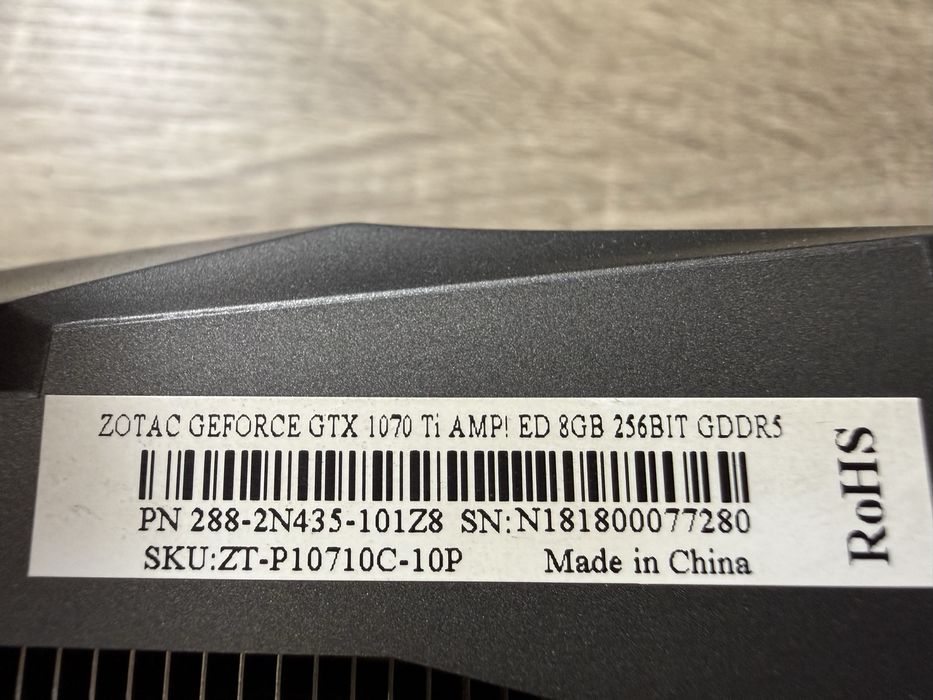 ZOTAC GEFORCE GTX 1070 Ti AMP! ED 8GB 256BIT GDDR5
PN 288-2N435-101Z8 SN:N181800077280
SKU:ZT-P10710C-10P Made in China
RoHS